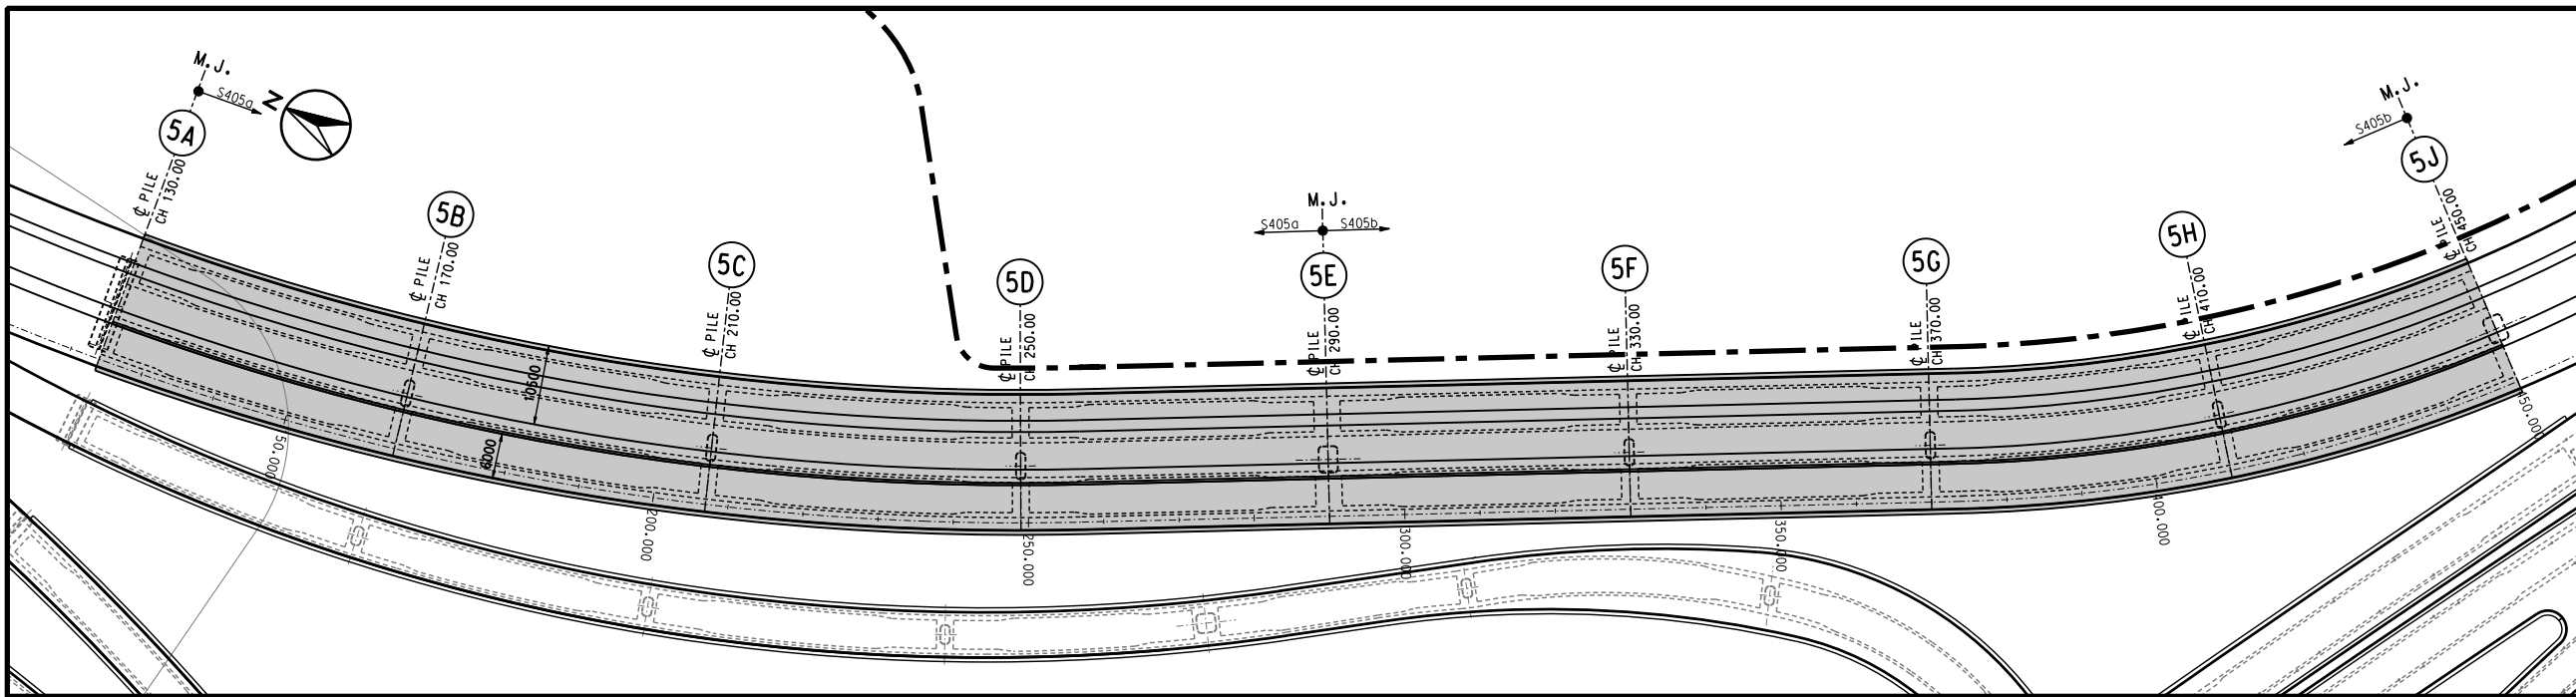 M.J.
S405a
N
5A
℄ PILE
CH 130.00
5B
℄ PILE
CH 170.00
5C
℄ PILE
CH 210.00
5D
℄ PILE
CH 250.00
M.J.
S405a
S405b
5E
℄ PILE
CH 290.00
5F
℄ PILE
CH 330.00
5G
℄ PILE
CH 370.00
5H
℄ PILE
CH 410.00
M.J.
S405b
5J
℄ PILE
CH 450.00
10500
6000
50.000
200.000
250.000
300.000
350.000
400.000
450.000